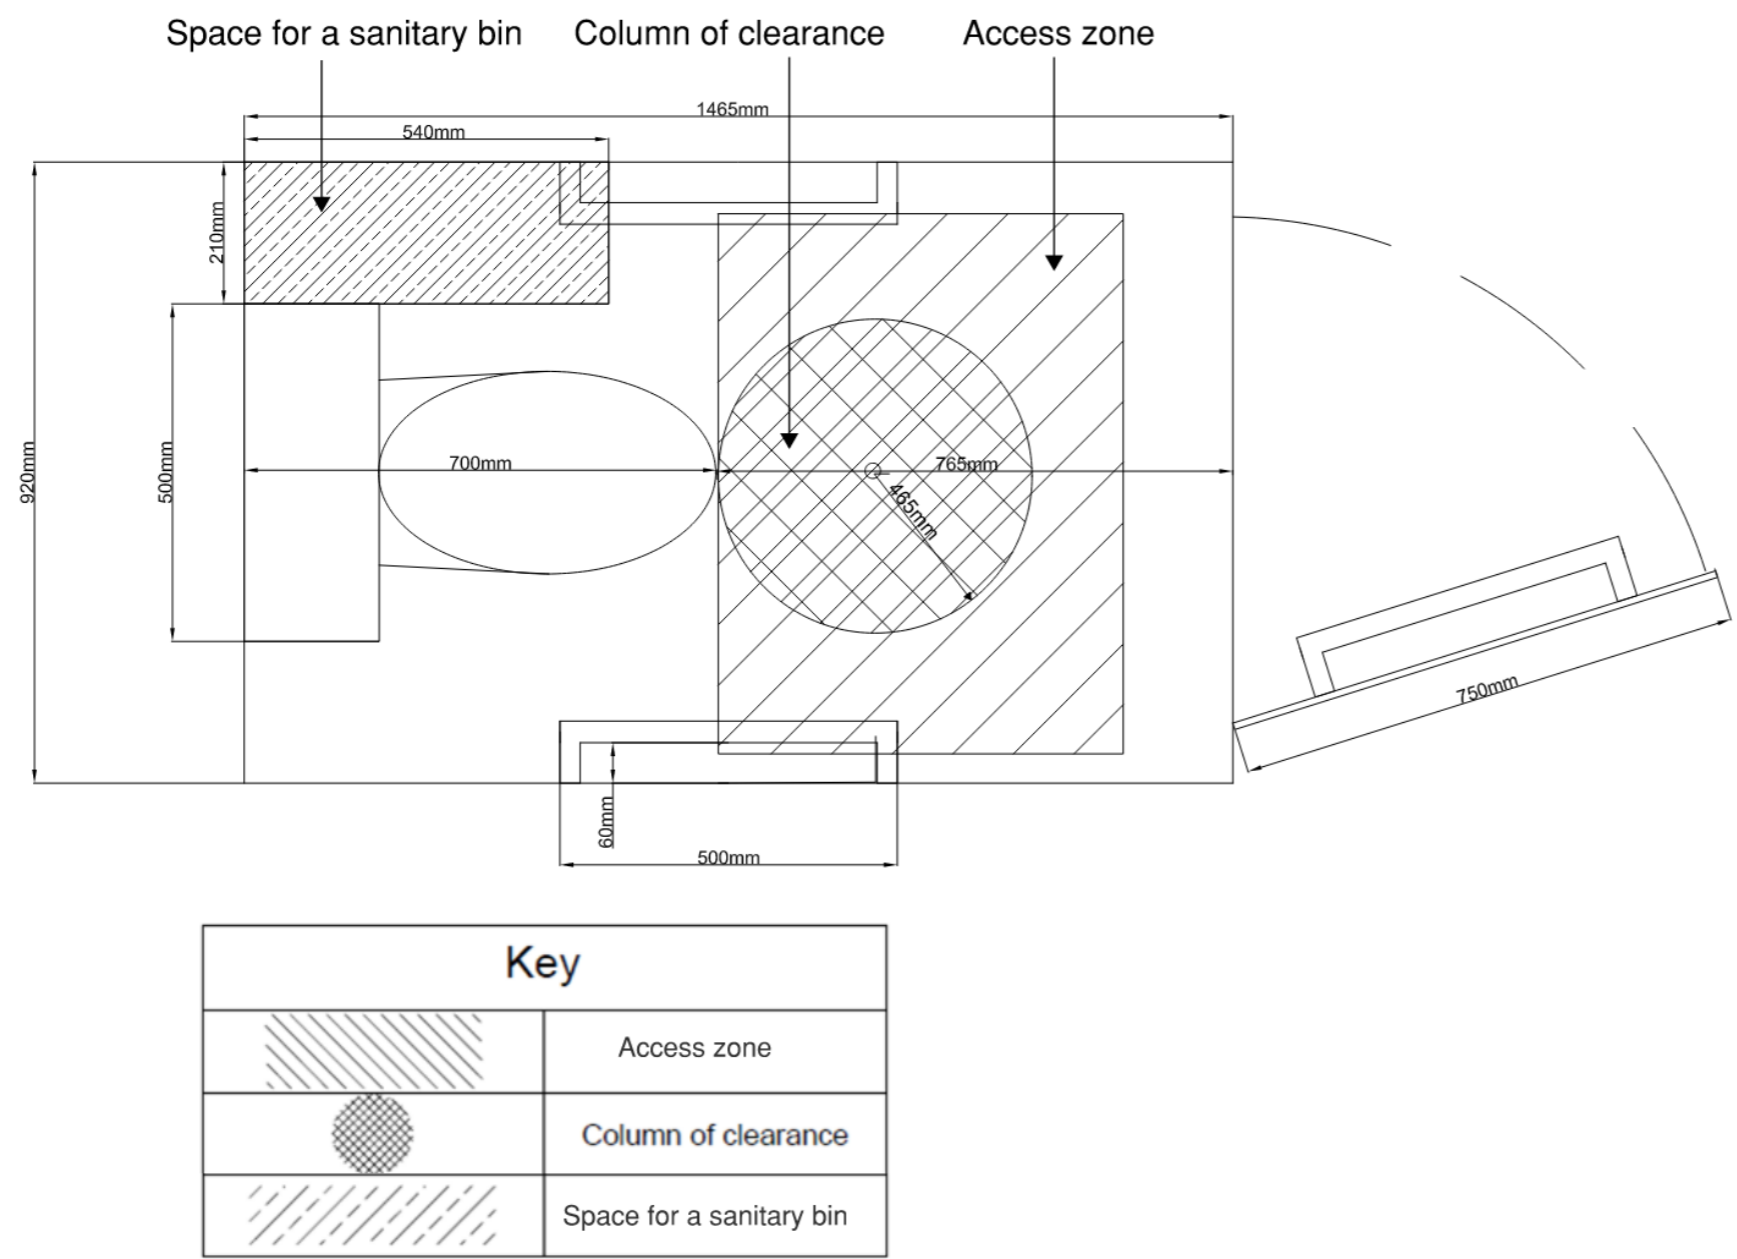 Space for a sanitary bin
Column of clearance
Access zone
1465mm
540mm
210mm
920mm
500mm
700mm
765mm
465mm
750mm
60mm
500mm
Key
Access zone
Column of clearance
Space for a sanitary bin